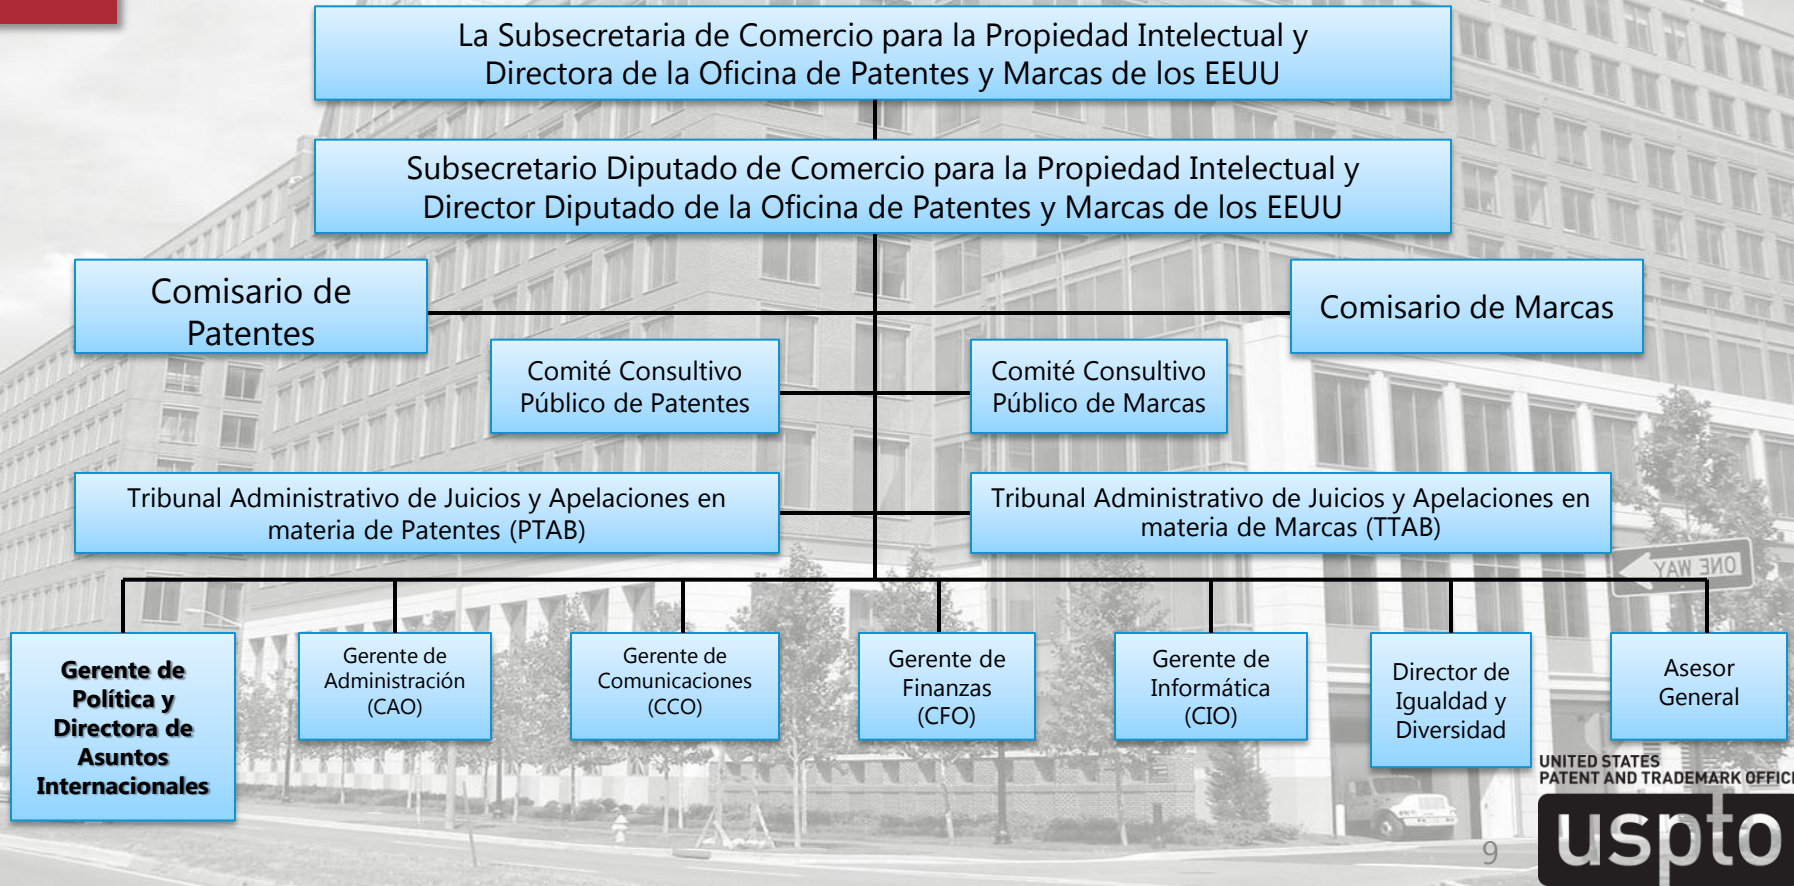 La Subsecretaria de Comercio para la Propiedad Intelectual y
Directora de la Oficina de Patentes y Marcas de los EEUU
Subsecretario Diputado de Comercio para la Propiedad Intelectual y
Director Diputado de la Oficina de Patentes y Marcas de los EEUU
Comisario de
Patentes
Comisario de Marcas
Comité Consultivo
Público de Patentes
Comité Consultivo
Público de Marcas
Tribunal Administrativo de Juicios y Apelaciones en
materia de Patentes (PTAB)
Tribunal Administrativo de Juicios y Apelaciones en
materia de Marcas (TTAB)
ONE WAY
Gerente de
Política y
Directora de
Asuntos
Internacionales
Gerente de
Administración
(CAO)
Gerente de
Comunicaciones
(CCO)
Gerente de
Finanzas
(CFO)
Gerente de
Informática
(CIO)
Director de
Igualdad y
Diversidad
Asesor
General
UNITED STATES
PATENT AND TRADEMARK OFFIC
uspto
9